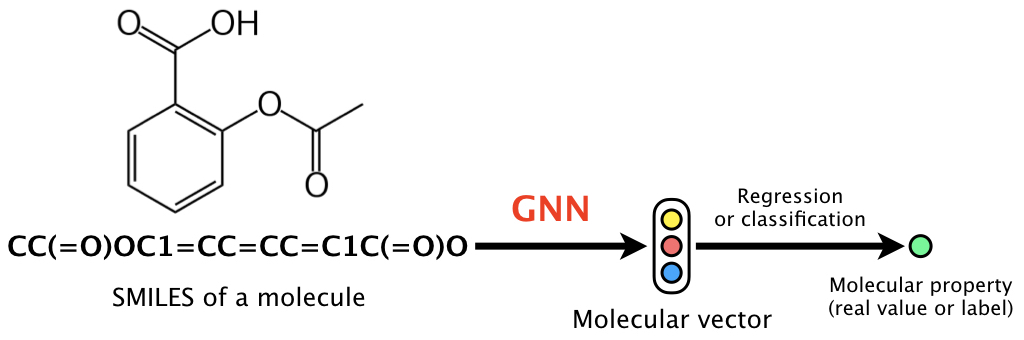 O
OH
O
O
GNN
Regression
or classification
CC(=O)OC1=CC=CC=C1C(=O)O
SMILES of a molecule
Molecular vector
Molecular property
(real value or label)